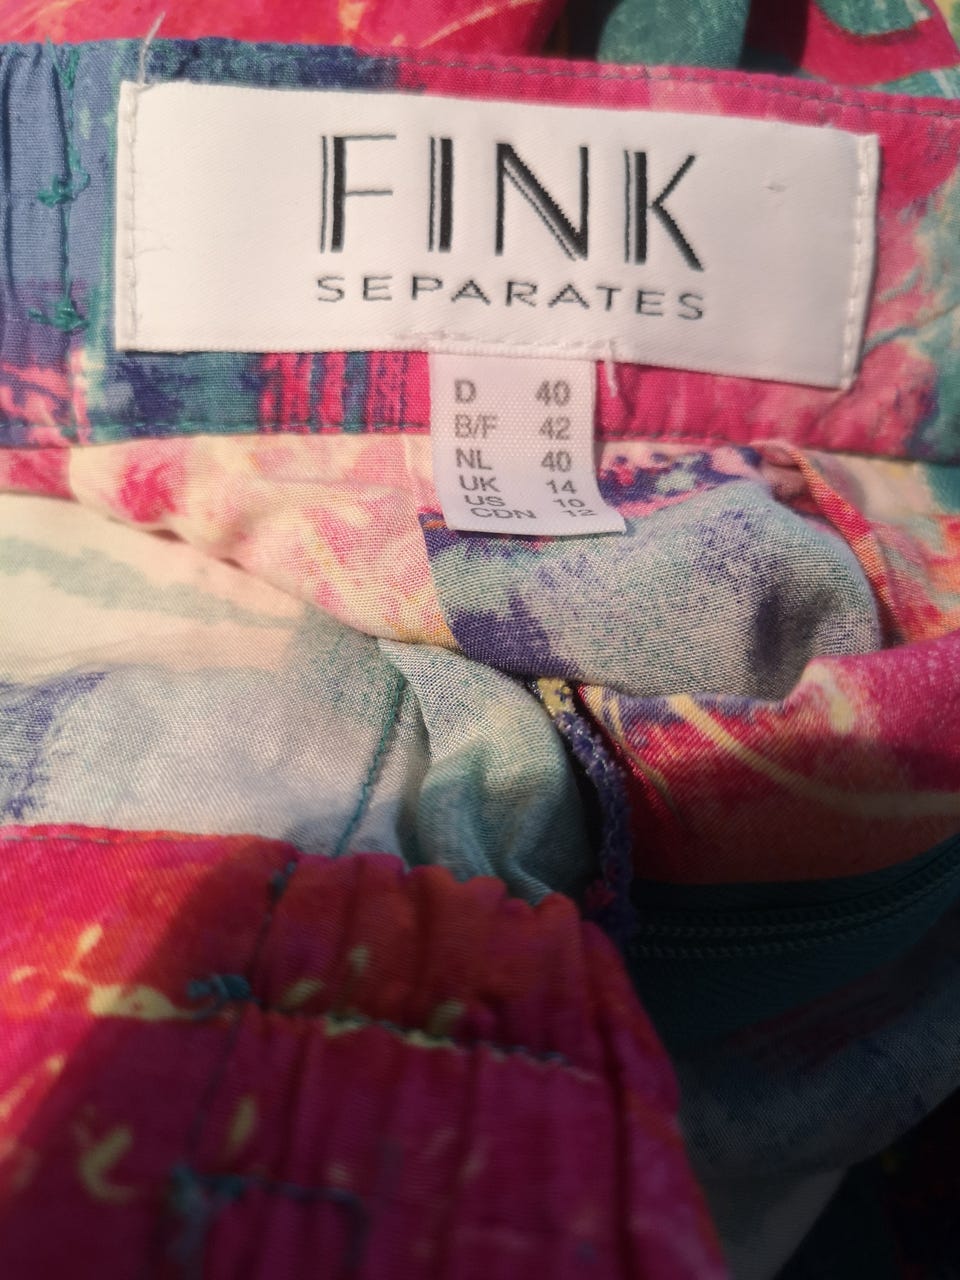 FINK
SEPARATES
D 40
B/F 42
NL 40
UK 14
US 10
CDN 12